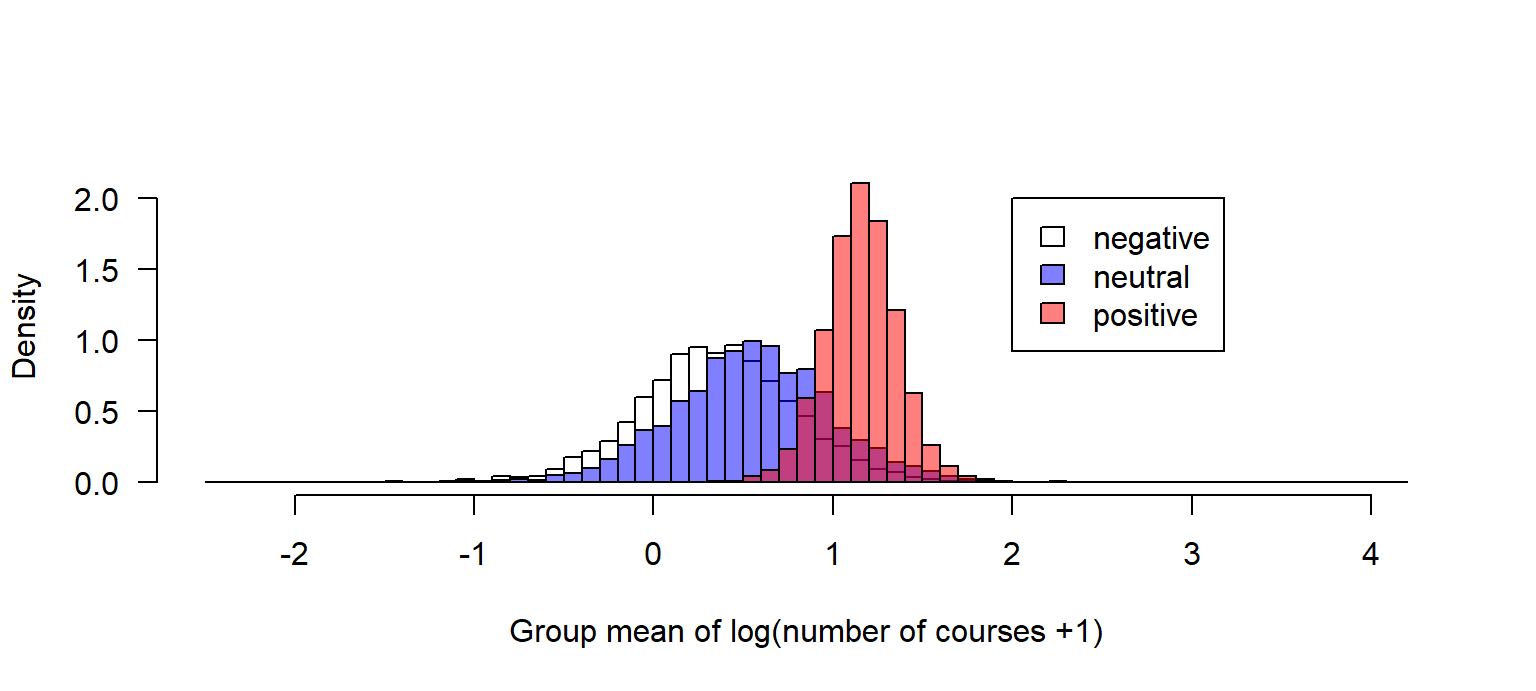 2.0
1.5
1.0
0.5
0.0
Density
negative
neutral
positive
-2 -1 0 1 2 3 4
Group mean of log(number of courses +1)